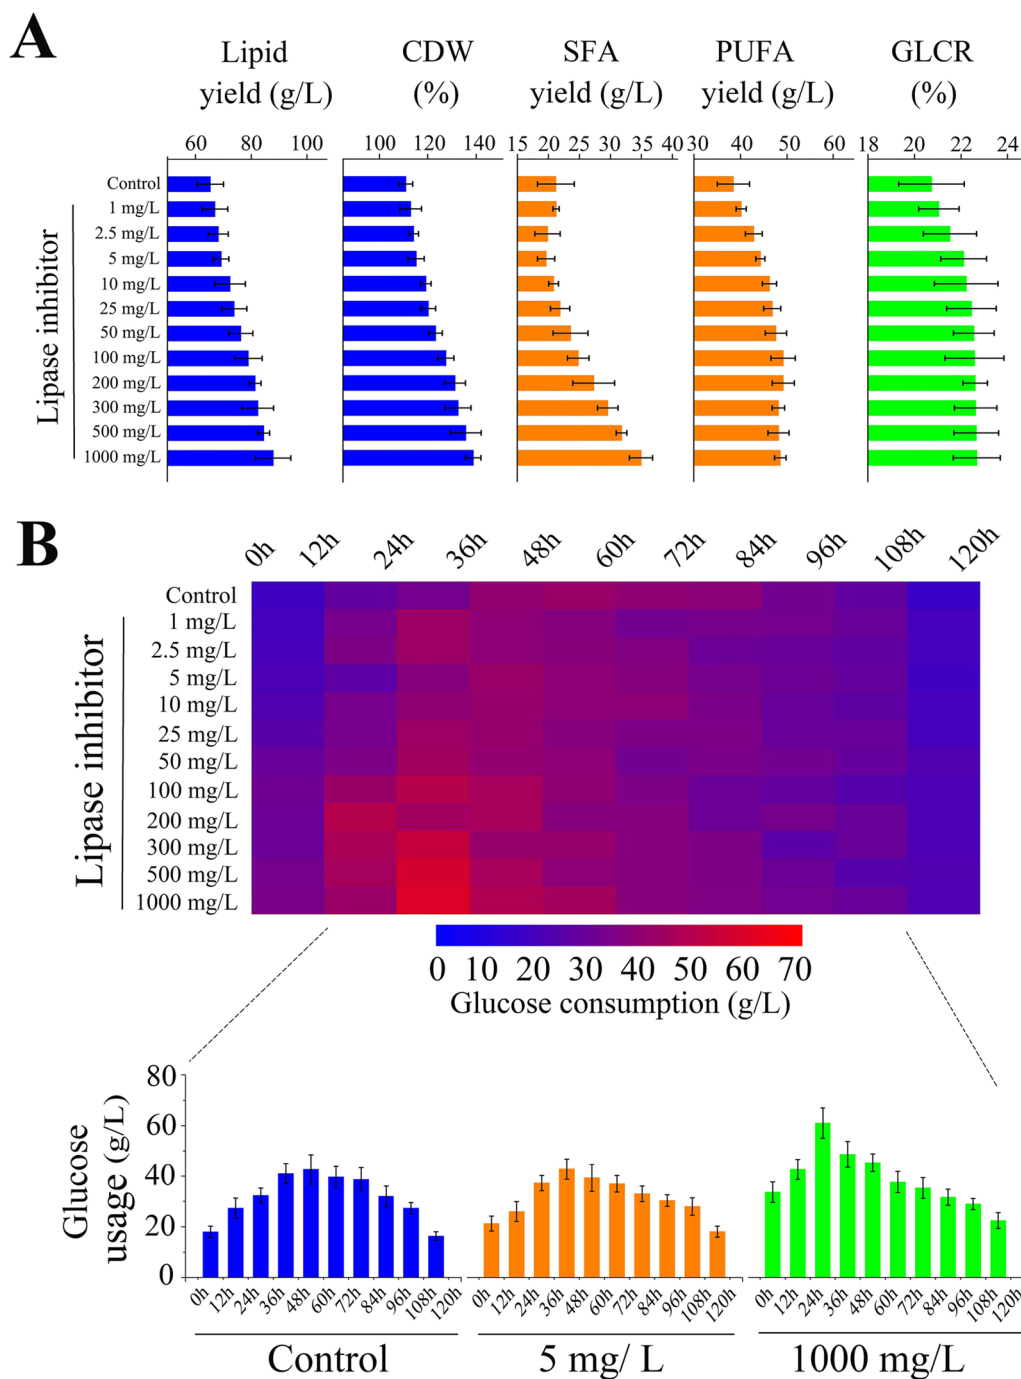 A
Lipid CDW SFA PUFA GLCR
yield (g/L) (%) yield (g/L) yield (g/L) (%)
60 80 100 100 120 140 15 20 25 30 35 40 30 40 50 60 18 20 22 24
Lipase inhibitor
Control
1 mg/L
2.5 mg/L
5 mg/L
10 mg/L
25 mg/L
50 mg/L
100 mg/L
200 mg/L
300 mg/L
500 mg/L
1000 mg/L
B
0h 12h 24h 36h 48h 60h 72h 84h 96h 108h 120h
Lipase inhibitor
Control
1 mg/L
2.5 mg/L
5 mg/L
10 mg/L
25 mg/L
50 mg/L
100 mg/L
200 mg/L
300 mg/L
500 mg/L
1000 mg/L
0 10 20 30 40 50 60 70
Glucose consumption (g/L)
Glucose
usage (g/L)
80
60
40
20
0
0h 12h 24h 36h 48h 60h 72h 84h 96h 108h 120h 0h 12h 24h 36h 48h 60h 72h 84h 96h 108h 120h 0h 12h 24h 36h 48h 60h 72h 84h 96h 108h 120h
Control 5 mg/ L 1000 mg/L